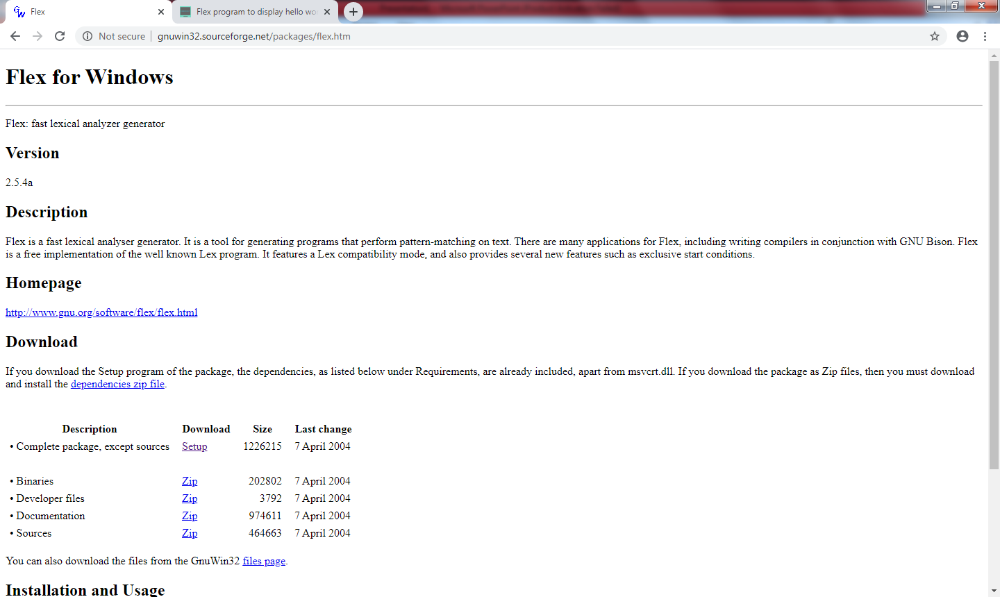 Flex
Flex program to display hello wo
Not secure
gnuwin32.sourceforge.net/packages/flex.htm
Flex for Windows
Flex: fast lexical analyzer generator
Version
2.5.4a
Description
Flex is a fast lexical analyser generator. It is a tool for generating programs that perform pattern-matching on text. There are many applications for Flex, including writing compilers in conjunction with GNU Bison. Flex
is a free implementation of the well known Lex program. It features a Lex compatibility mode, and also provides several new features such as exclusive start conditions.
Homepage
http://www.gnu.org/software/flex/flex.html
Download
If you download the Setup program of the package, the dependencies, as listed below under Requirements, are already included, apart from msvcrt.dll. If you download the package as Zip files, then you must download
and install the dependencies zip file.
Description Download Size Last change
• Complete package, except sources Setup 1226215 7 April 2004
• Binaries Zip 202802 7 April 2004
• Developer files Zip 3792 7 April 2004
• Documentation Zip 974611 7 April 2004
• Sources Zip 464663 7 April 2004
You can also download the files from the GnuWin32 files page.
Installation and Usage